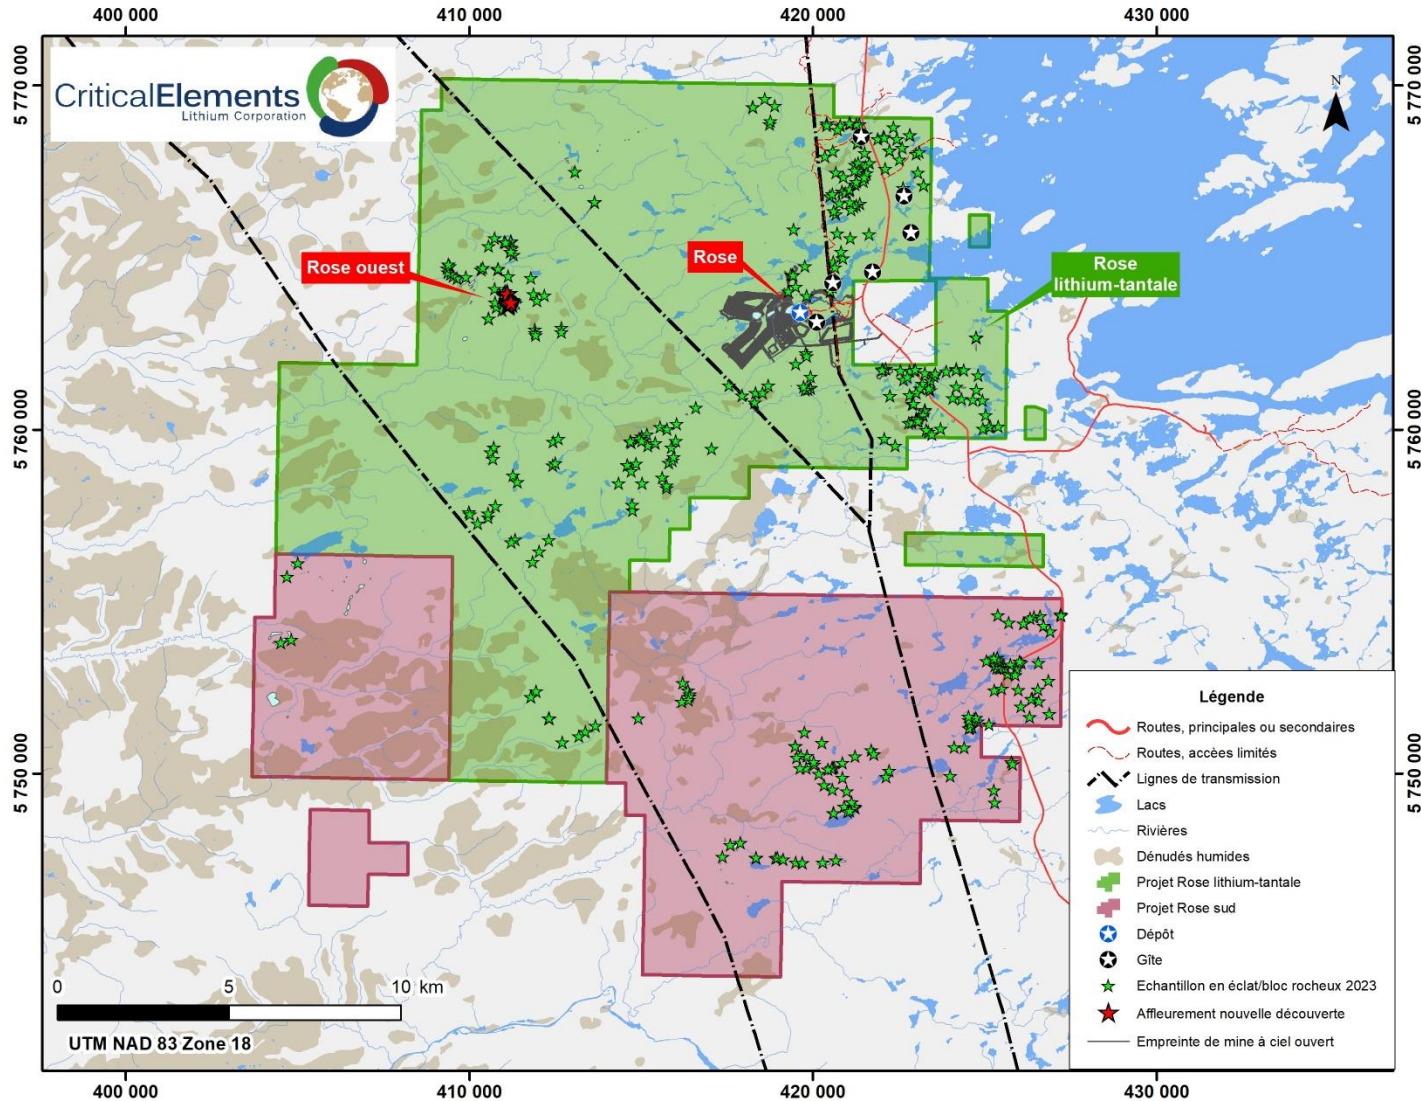 400 000
410 000
420 000
430 000
5 770 000
5 770 000
CriticalElements
Lithium Corporation
N
Rose ouest
Rose
Rose
lithium-tantale
5 760 000
5 760 000
5 750 000
5 750 000
Légende
Routes, principales ou secondaires
Routes, accèes limités
Lignes de transmission
Lacs
Rivières
Dénudés humides
Projet Rose lithium-tantale
Projet Rose sud
Dépôt
Gîte
Echantillon en éclat/bloc rocheux 2023
Affleurement nouvelle découverte
Empreinte de mine à ciel ouvert
0 5 10 km
UTM NAD 83 Zone 18
400 000
410 000
420 000
430 000